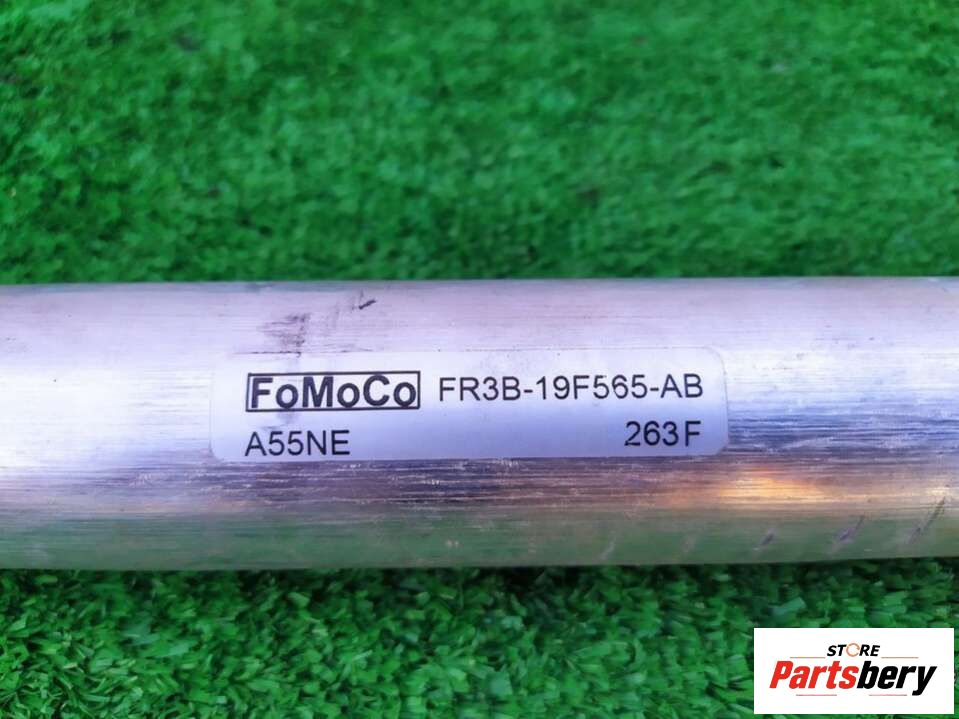 FoMoCo FR3B-19F565-AB
A55NE 263F
STORE
Partsbery